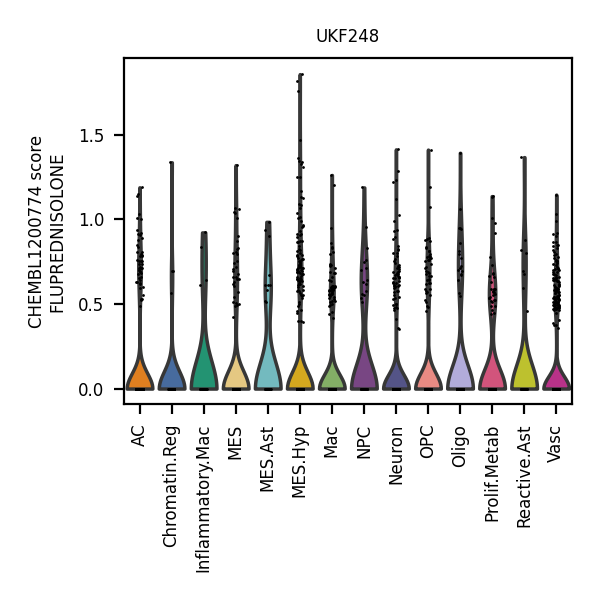 UKF248
CHEMBL1200774 score
FLUPREDNISOLONE
1.5
1.0
0.5
0.0
AC
Chromatin.Reg
Inflammatory.Mac
MES
MES.Ast
MES.Hyp
Mac
NPC
Neuron
OPC
Oligo
Prolif.Metab
Reactive.Ast
Vasc